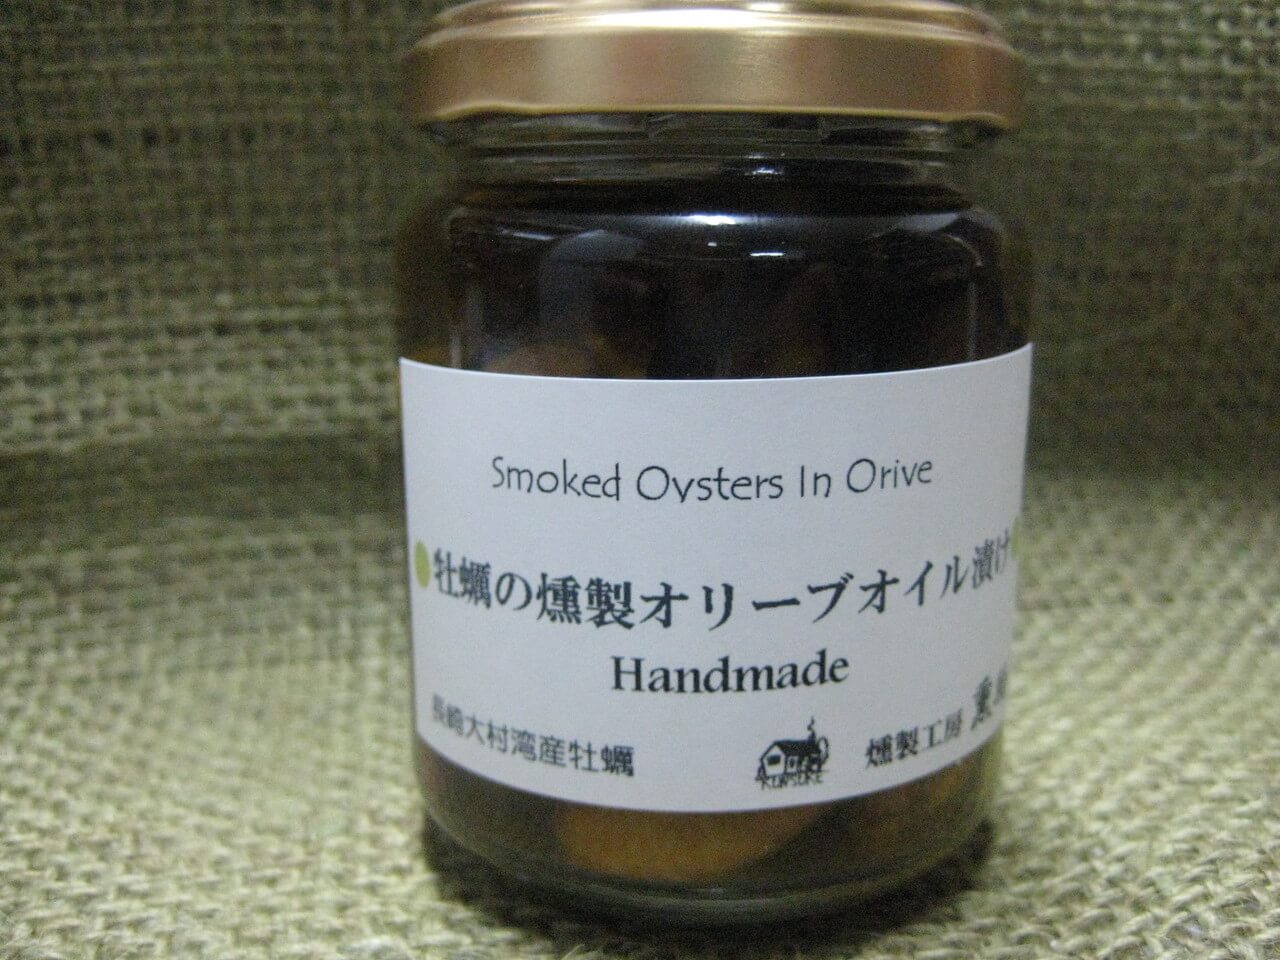 Smoked Oysters In Orive
牡蠣の燻製オリーブオイル漬け
Handmade
長崎大村湾産牡蠣
燻製工房